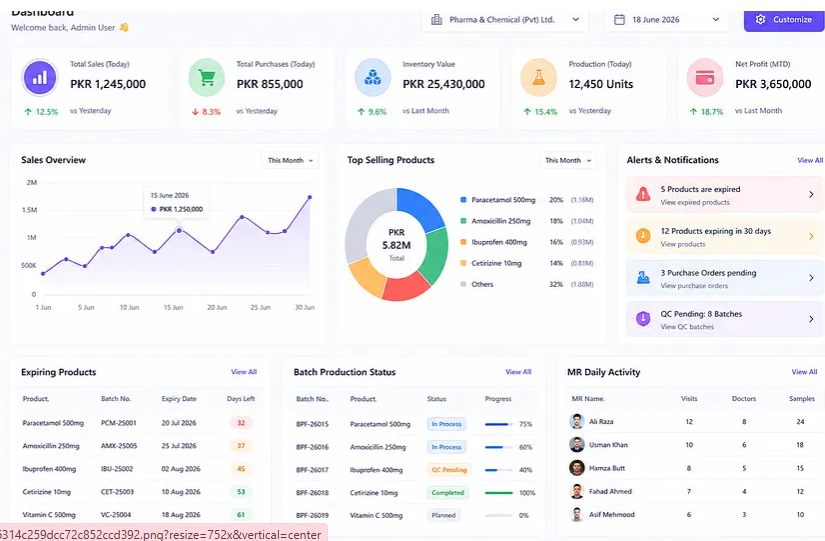 Dashboard
Welcome back, Admin User 👋
Pharma & Chemical (Pvt) Ltd.
18 June 2026
Customize
Total Sales (Today)
PKR 1,245,000
12.5% vs Yesterday
Total Purchases (Today)
PKR 855,000
8.3% vs Yesterday
Inventory Value
PKR 25,430,000
9.6% vs Last Month
Production (Today)
12,450 Units
15.4% vs Yesterday
Net Profit (MTD)
PKR 3,650,000
18.7% vs Last Month
Sales Overview
This Month
2M
1.5M
1M
500K
0
15 June 2026
PKR 1,250,000
1 Jun 5 Jun 10 Jun 15 Jun 20 Jun 25 Jun 30 Jun
Top Selling Products
This Month
PKR
5.82M
Total
Paracetamol 500mg 20% (1.16M)
Amoxicillin 250mg 18% (1.04M)
Ibuprofen 400mg 16% (0.93M)
Cetirizine 10mg 14% (0.81M)
Others 32% (1.88M)
Alerts & Notifications View All
5 Products are expired
View expired products
12 Products expiring in 30 days
View products
3 Purchase Orders pending
View purchase orders
QC Pending: 8 Batches
View QC batches
Expiring Products View All
Product. Batch No. Expiry Date Days Left
Paracetamol 500mg PCM-25001 20 Jul 2026 32
Amoxicillin 250mg AMX-25005 25 Jul 2026 37
Ibuprofen 400mg IBU-25002 02 Aug 2026 45
Cetirizine 10mg CET-25003 10 Aug 2026 53
Vitamin C 500mg VC-25004 18 Aug 2026 61
Batch Production Status View All
Batch No.. Product. Status Progress
BPF-26015 Paracetamol 500mg In Process 75%
BPF-26016 Amoxicillin 250mg In Process 60%
BPF-26017 Ibuprofen 400mg QC Pending 40%
BPF-26018 Cetirizine 10mg Completed 100%
BPF-26019 Vitamin C 500mg Planned 0%
MR Daily Activity View All
MR Name. Visits Doctors Samples
Ali Raza 12 8 24
Usman Khan 10 6 18
Hamza Butt 8 5 15
Fahad Ahmed 7 4 12
Asif Mehmood 6 3 10
5314c259dcc72c852ccd392.png?resize=752x&vertical=center